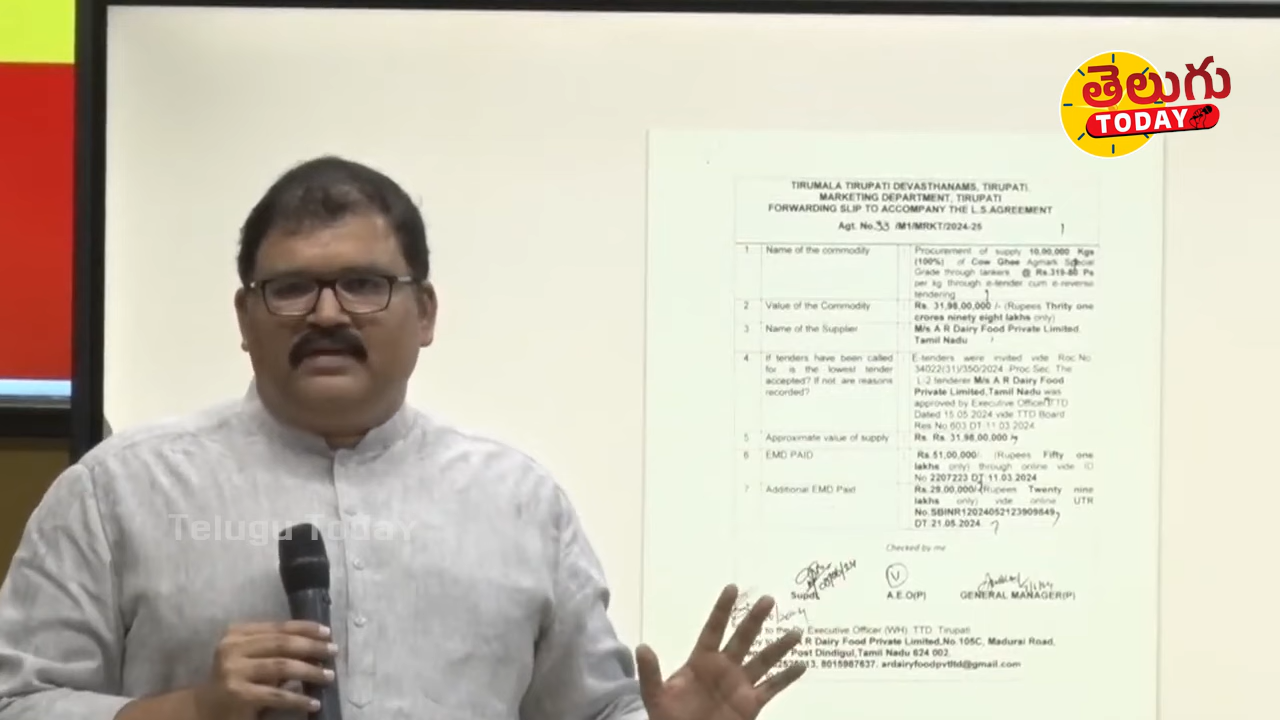 తెలుగు
TODAY
TIRUMALA TIRUPATI DEVASTHANAMS, TIRUPATI.
MARKETING DEPARTMENT, TIRUPATI
FORWARDING SLIP TO ACCOMPANY THE L.S.AGREEMENT
Agt. No.33 /M1/MRKT/2024-25
1 Name of the commodity Procurement of supply 10,00,000 Kgs
(100%) of Cow Ghee Agmark Special
Grade through tankers @ Rs.319-80 Ps
per kg through e-tender cum e-reverse
tendering
2 Value of the Commodity Rs. 31,98,00,000 /- (Rupees Thrity one
crores ninety eight lakhs only)
3 Name of the Supplier M/s A R Dairy Food Private Limited,
Tamil Nadu
4 If tenders have been called E-tenders were invited vide Roc.No
for is the lowest tender 34022(31)/350/2024 Proc Sec. The
accepted? If not are reasons L-2 tenderer M/s A R Dairy Food
recorded? Private Limited,Tamil Nadu was
approved by Executive Officer TTD
Dated 15.05 2024 vide TTD Board
Res No 603 DT 11.03 2024
5 Approximate value of supply Rs. Rs. 31,98,00,000
6 EMD PAID Rs.51,00,000/- (Rupees Fifty one
lakhs only) through online vide ID
No 2207223 DT 11.03.2024
7 Additional EMD Paid Rs.29,00,000/-(Rupees Twenty nine
lakhs only) vide online UTR
No.SBINR12024052123909849
DT 21.05.2024
Checked by me
Supdt A.E.O(P) GENERAL MANAGER(P)
to the Dy Executive Officer (WH) TTD Tirupati
A R Dairy Food Private Limited,No.105C, Madurai Road,
Post Dindigul,Tamil Nadu 624 002.
8015987637, ardairyfoodpvtltd@gmail.com
Telugu Today